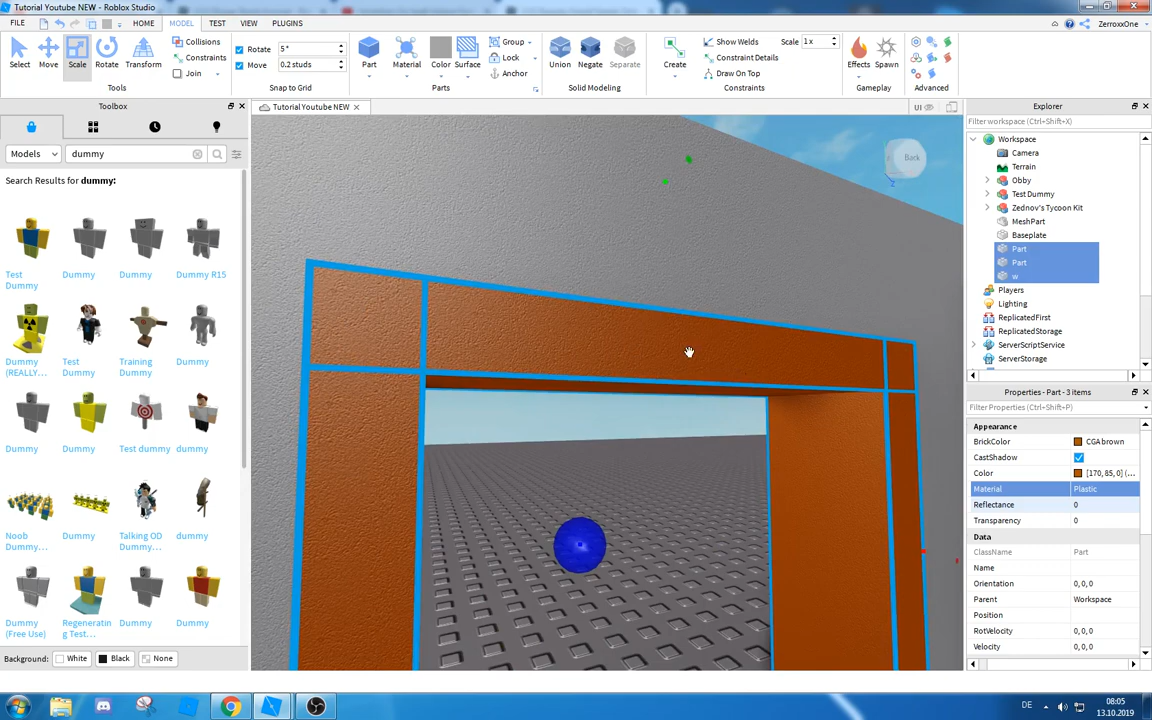 Tutorial Youtube NEW - Roblox Studio
FILE HOME MODEL TEST VIEW PLUGINS ZerroxxOne
Select Move Scale Rotate Transform
Collisions
Constraints
Join
Tools
Rotate 5°
Move 0.2 studs
Snap to Grid
Part Material Color Surface
Group
Lock
Anchor
Parts
Union Negate Separate
Solid Modeling
Create
Show Welds Scale 1x
Constraint Details
Draw On Top
Constraints
Effects Spawn
Gameplay
Advanced
Toolbox
Tutorial Youtube NEW
UI
Models dummy
Search Results for dummy:
Test Dummy
Dummy
Dummy
Dummy R15
Dummy (REALLY...
Test Dummy
Training Dummy
Dummy
Dummy
Dummy
Test dummy
dummy
Noob Dummy...
Dummy
Talking OD Dummy...
dummy
Dummy (Free Use)
Regeneratin g Test...
Dummy
Dummy
Background: White Black None
Back
Z
Explorer
Filter workspace (Ctrl+Shift+X)
Workspace
Camera
Terrain
Obby
Test Dummy
Zednov's Tycoon Kit
MeshPart
Baseplate
Part
Part
w
Players
Lighting
ReplicatedFirst
ReplicatedStorage
ServerScriptService
ServerStorage
Properties - Part - 3 items
Filter Properties (Ctrl+Shift+P)
Appearance
BrickColor CGA brown
CastShadow
Color [170, 85, 0] (...
Material Plastic
Reflectance 0
Transparency 0
Data
ClassName Part
Name
Orientation 0, 0, 0
Parent Workspace
Position
RotVelocity 0, 0, 0
Velocity 0, 0, 0
DE 08:05
13.10.2019